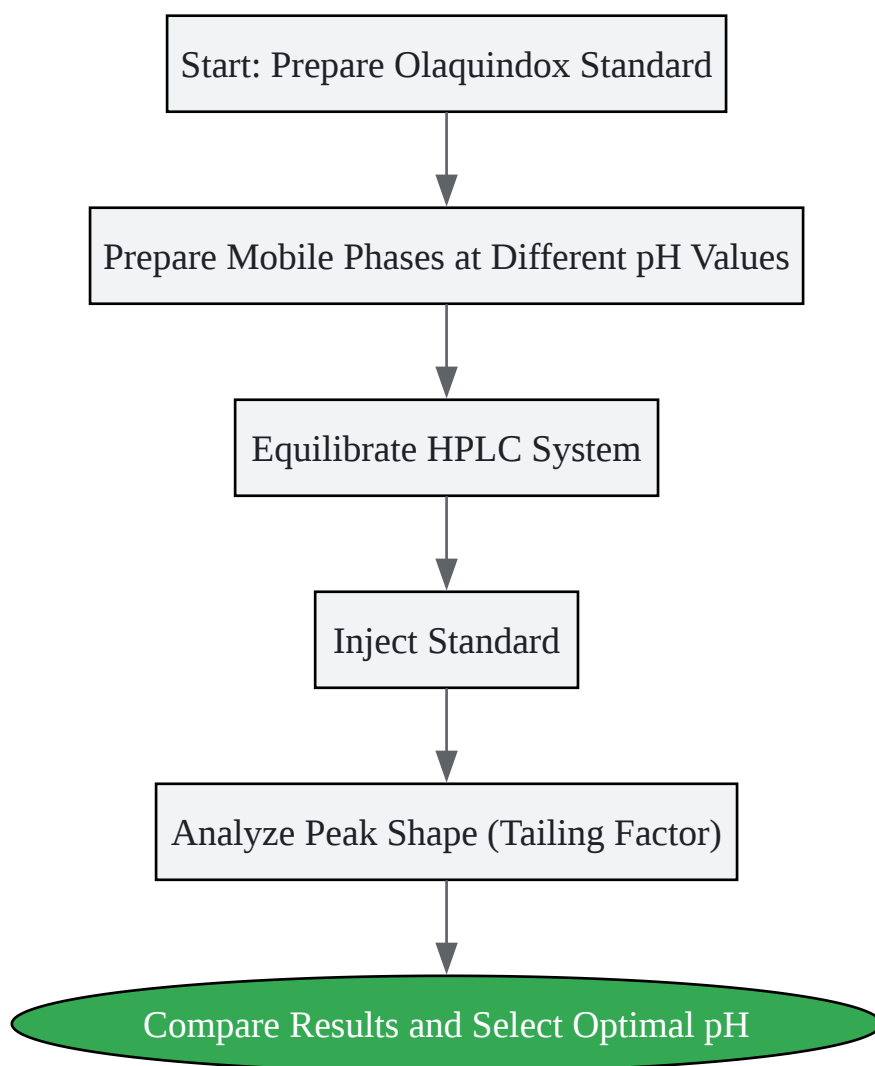 Start: Prepare Olaquindox Standard
Prepare Mobile Phases at Different pH Values
Equilibrate HPLC System
Inject Standard
Analyze Peak Shape (Tailing Factor)
Compare Results and Select Optimal pH